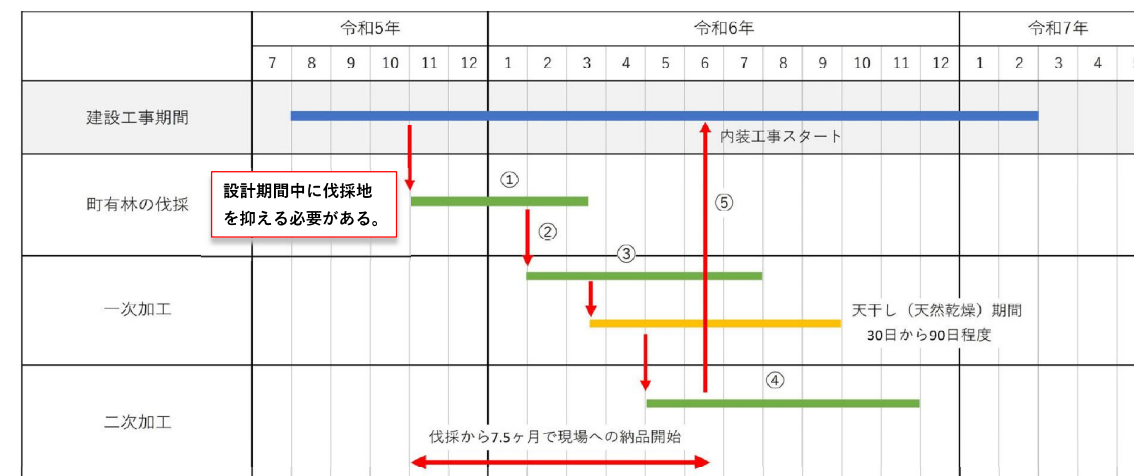 令和5年 令和6年 令和7年
7 8 9 10 11 12 1 2 3 4 5 6 7 8 9 10 11 12 1 2 3 4
建設工事期間
内装工事スタート
設計期間中に伐採地
を抑える必要がある。
町有林の伐採
①
⑤
②
③
一次加工
天干し（天然乾燥）期間
30日から90日程度
④
二次加工
伐採から7.5ヶ月で現場への納品開始